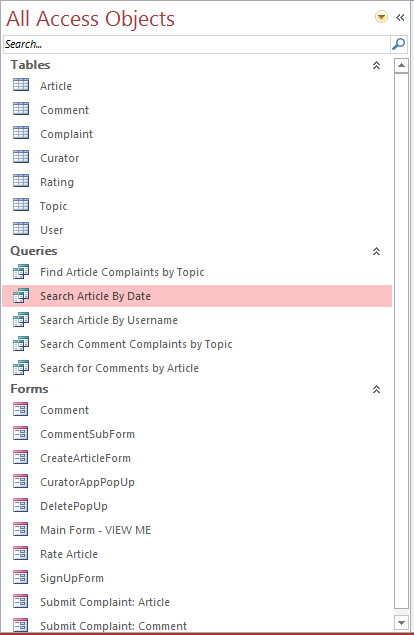 All Access Objects
Search...
Tables
Article
Comment
Complaint
Curator
Rating
Topic
User
Queries
Find Article Complaints by Topic
Search Article By Date
Search Article By Username
Search Comment Complaints by Topic
Search for Comments by Article
Forms
Comment
CommentSubForm
CreateArticleForm
CuratorAppPopUp
DeletePopUp
Main Form - VIEW ME
Rate Article
SignUpForm
Submit Complaint: Article
Submit Complaint: Comment